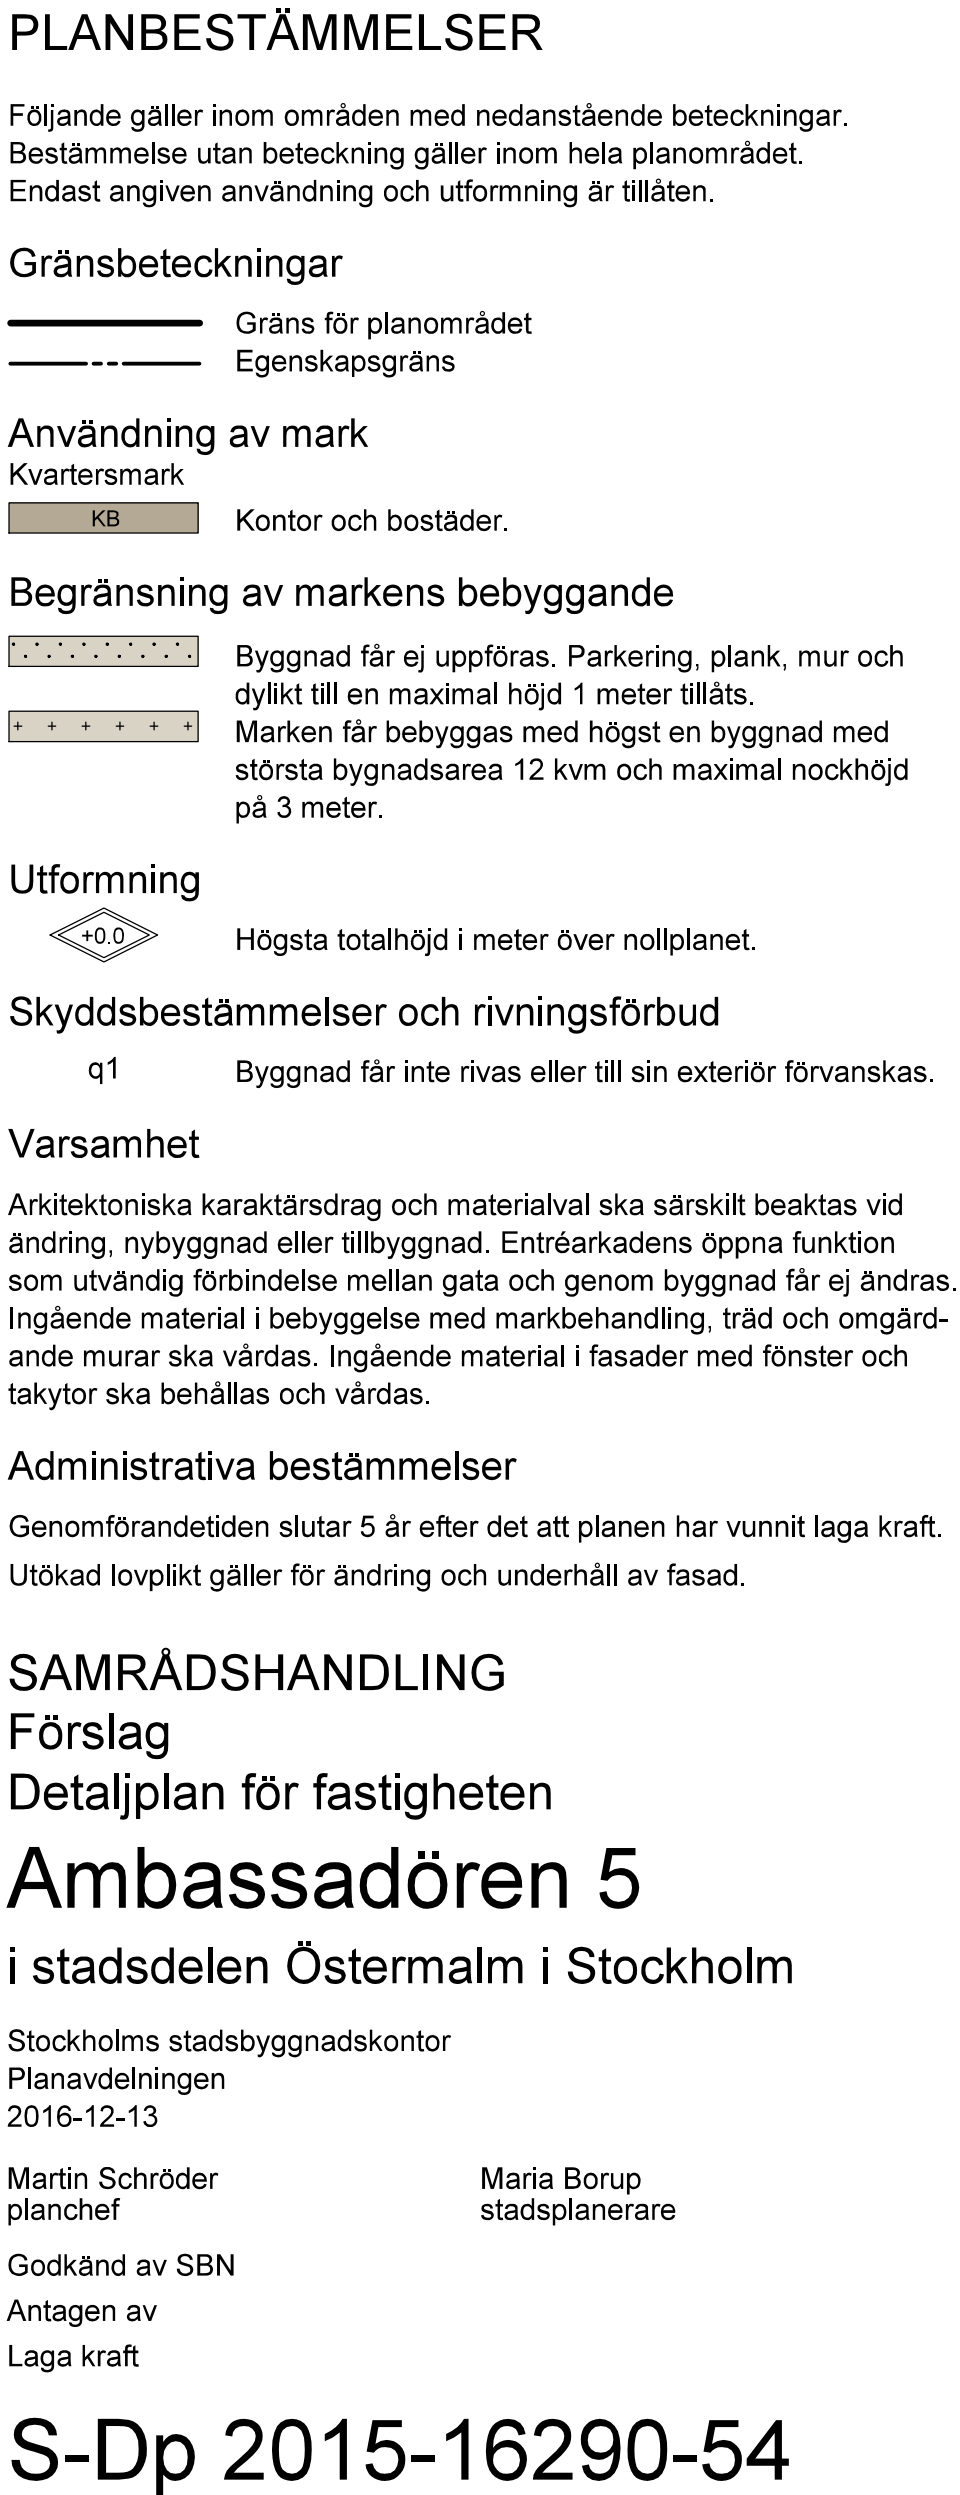 PLANBESTÄMMELSER
Följande gäller inom områden med nedanstående beteckningar.
Bestämmelse utan beteckning gäller inom hela planområdet.
Endast angiven användning och utformning är tillåten.
Gränsbeteckningar
Gräns för planområdet
Egenskapsgräns
Användning av mark
Kvartersmark
KB Kontor och bostäder.
Begränsning av markens bebyggande
Byggnad får ej uppföras. Parkering, plank, mur och
dylikt till en maximal höjd 1 meter tillåts.
+ + + + + + Marken får bebyggas med högst en byggnad med
största bygnadsarea 12 kvm och maximal nockhöjd
på 3 meter.
Utformning
+0.0 Högsta totalhöjd i meter över nollplanet.
Skyddsbestämmelser och rivningsförbud
q1 Byggnad får inte rivas eller till sin exteriör förvanskas.
Varsamhet
Arkitektoniska karaktärsdrag och materialval ska särskilt beaktas vid
ändring, nybyggnad eller tillbyggnad. Entréarkadens öppna funktion
som utvändig förbindelse mellan gata och genom byggnad får ej ändras.
Ingående material i bebyggelse med markbehandling, träd och omgärd-
ande murar ska vårdas. Ingående material i fasader med fönster och
takytor ska behållas och vårdas.
Administrativa bestämmelser
Genomförandetiden slutar 5 år efter det att planen har vunnit laga kraft.
Utökad lovplikt gäller för ändring och underhåll av fasad.
SAMRÅDSHANDLING
Förslag
Detaljplan för fastigheten
Ambassadören 5
i stadsdelen Östermalm i Stockholm
Stockholms stadsbyggnadskontor
Planavdelningen
2016-12-13
Martin Schröder Maria Borup
planchef stadsplanerare
Godkänd av SBN
Antagen av
Laga kraft
S-Dp 2015-16290-54